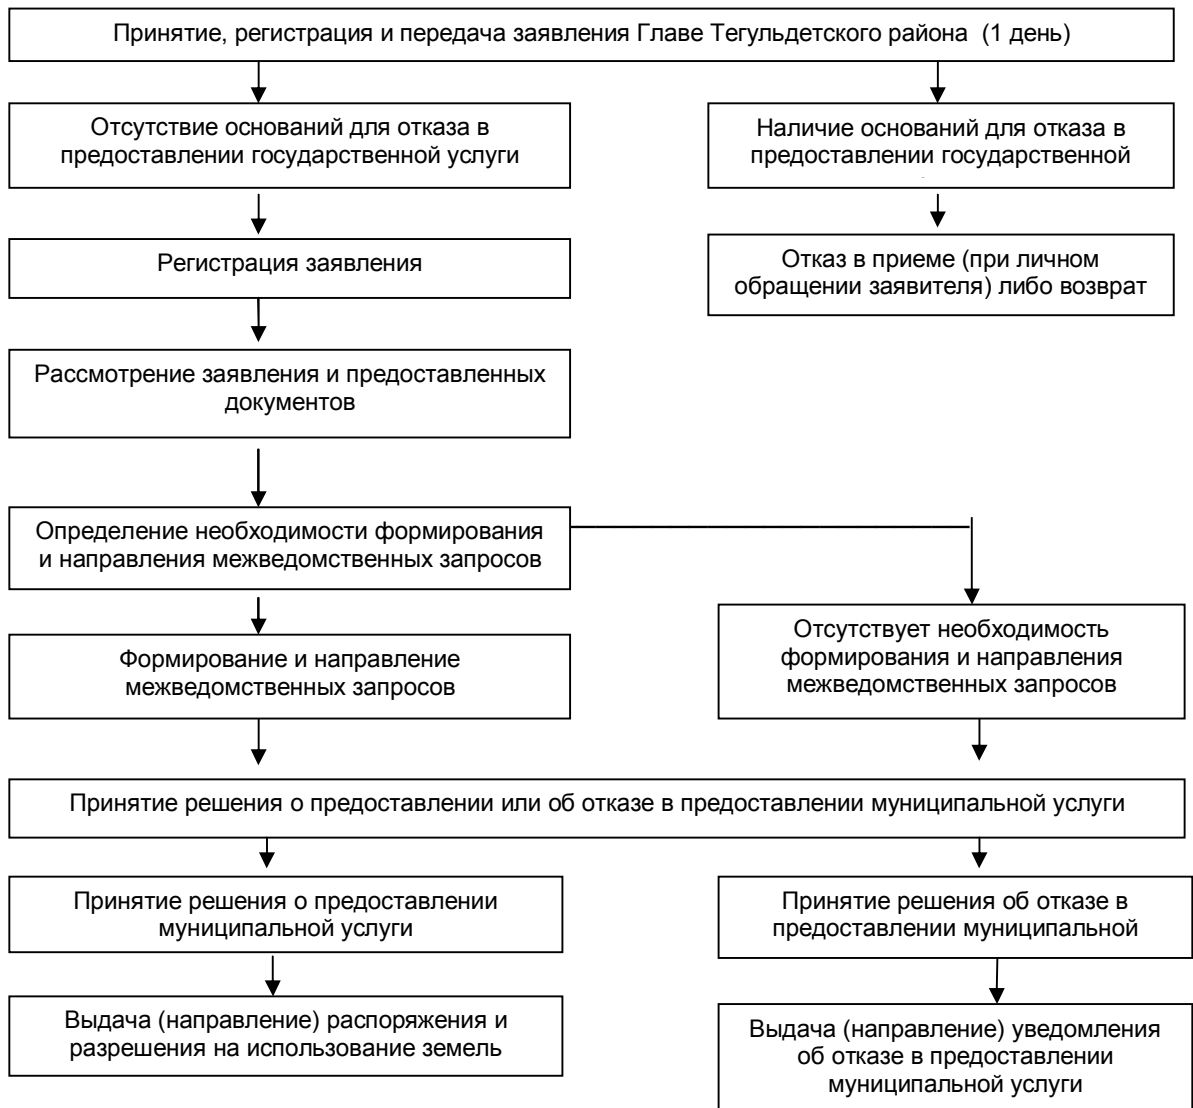 Принятие, регистрация и передача заявления Главе Тегульдетского района (1 день)
Отсутствие оснований для отказа в
предоставлении государственной услуги
Наличие оснований для отказа в
предоставлении государственной
Регистрация заявления
Отказ в приеме (при личном
обращении заявителя) либо возврат
Рассмотрение заявления и предоставленных
документов
Определение необходимости формирования
и направления межведомственных запросов
Формирование и направление
межведомственных запросов
Отсутствует необходимость
формирования и направления
межведомственных запросов
Принятие решения о предоставлении или об отказе в предоставлении муниципальной услуги
Принятие решения о предоставлении
муниципальной услуги
Принятие решения об отказе в
предоставлении муниципальной
Выдача (направление) распоряжения и
разрешения на использование земель
Выдача (направление) уведомления
об отказе в предоставлении
муниципальной услуги